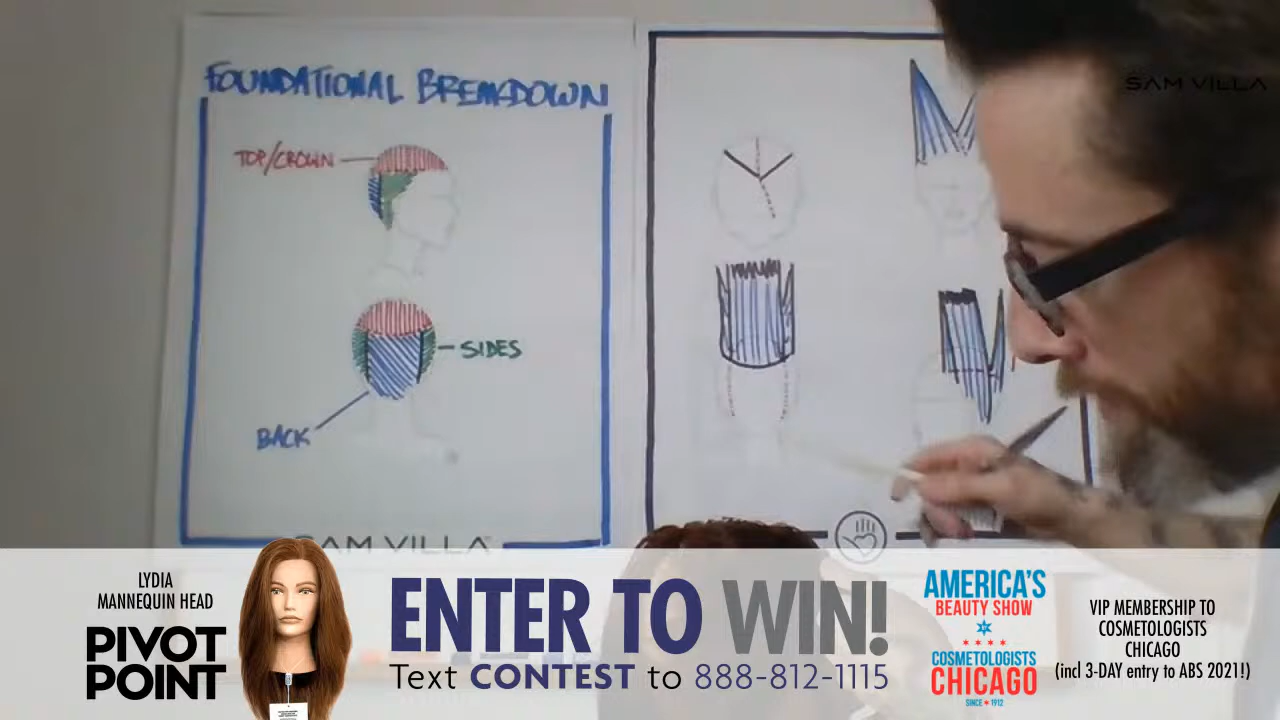 FOUNDATIONAL BREAKDOWN
TOP/CROWN
SIDES
BACK
SAM VILLA
SAM VILLA
LYDIA
MANNEQUIN HEAD
PIVOT
POINT
ENTER TO WIN!
Text CONTEST to 888-812-1115
AMERICA'S
BEAUTY SHOW
BY
COSMETOLOGISTS
CHICAGO
SINCE 1912
VIP MEMBERSHIP TO
COSMETOLOGISTS
CHICAGO
(incl 3-DAY entry to ABS 2021!)